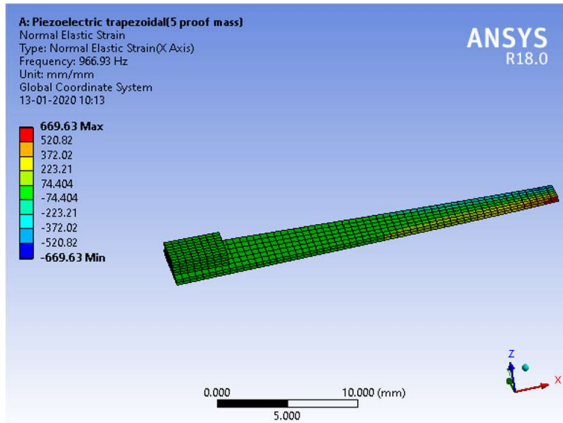 A: Piezoelectric trapezoidal(5 proof mass)
Normal Elastic Strain
Type: Normal Elastic Strain(X Axis)
Frequency: 966.93 Hz
Unit: mm/mm
Global Coordinate System
13-01-2020 10:13
ANSYS
R18.0
669.63 Max
520.82
372.02
223.21
74.404
-74.404
-223.21
-372.02
-520.82
-669.63 Min
Z
X
0.000 10.000 (mm)
5.000